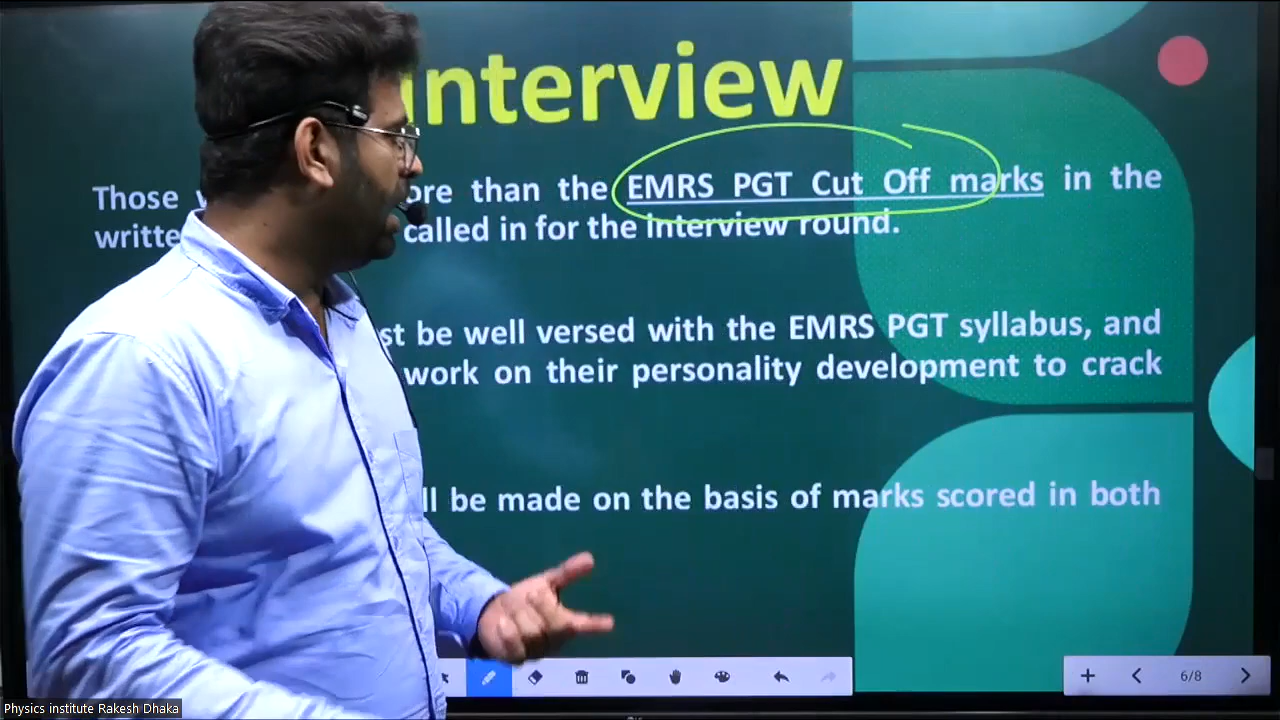 Interview
Those ore than the EMRS PGT Cut Off marks in the
writte called in for the Interview round.
st be well versed with the EMRS PGT syllabus, and
work on their personality development to crack
ll be made on the basis of marks scored in both
6/8
Physics institute Rakesh Dhaka